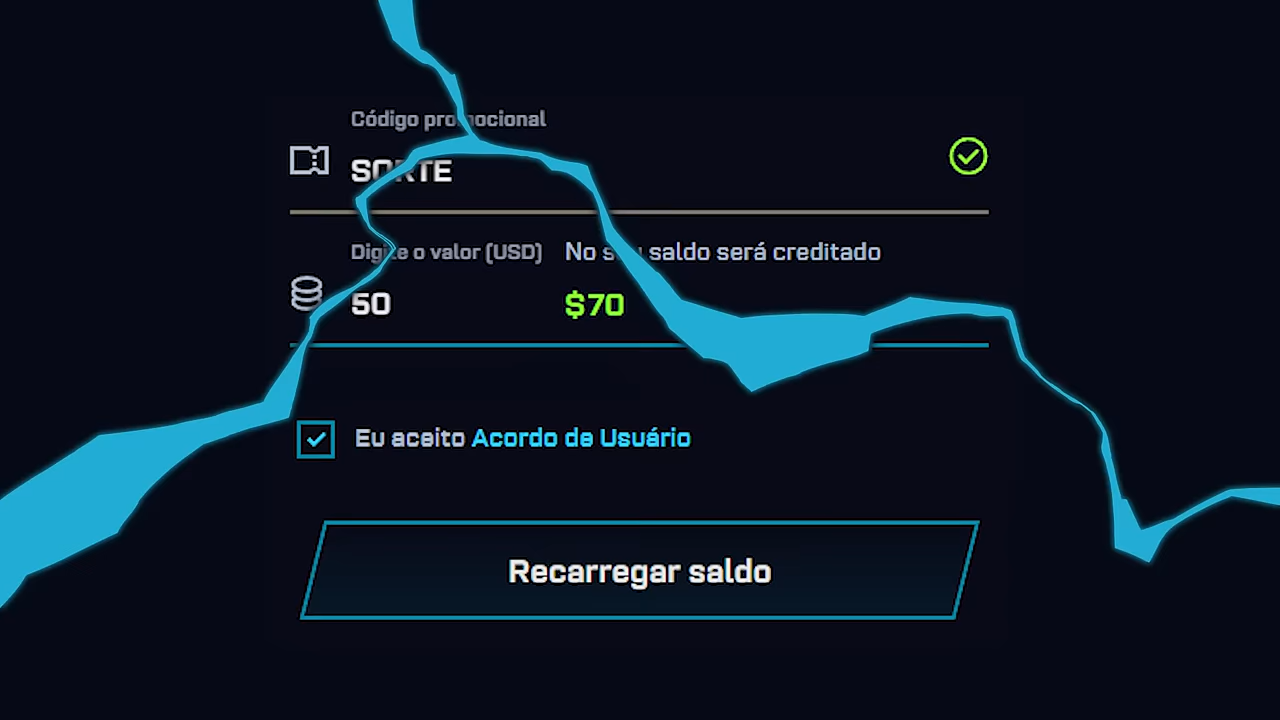 Código promocional
SORTE
Digite o valor (USD)
No seu saldo será creditado
50
$70
Eu aceito Acordo de Usuário
Recarregar saldo